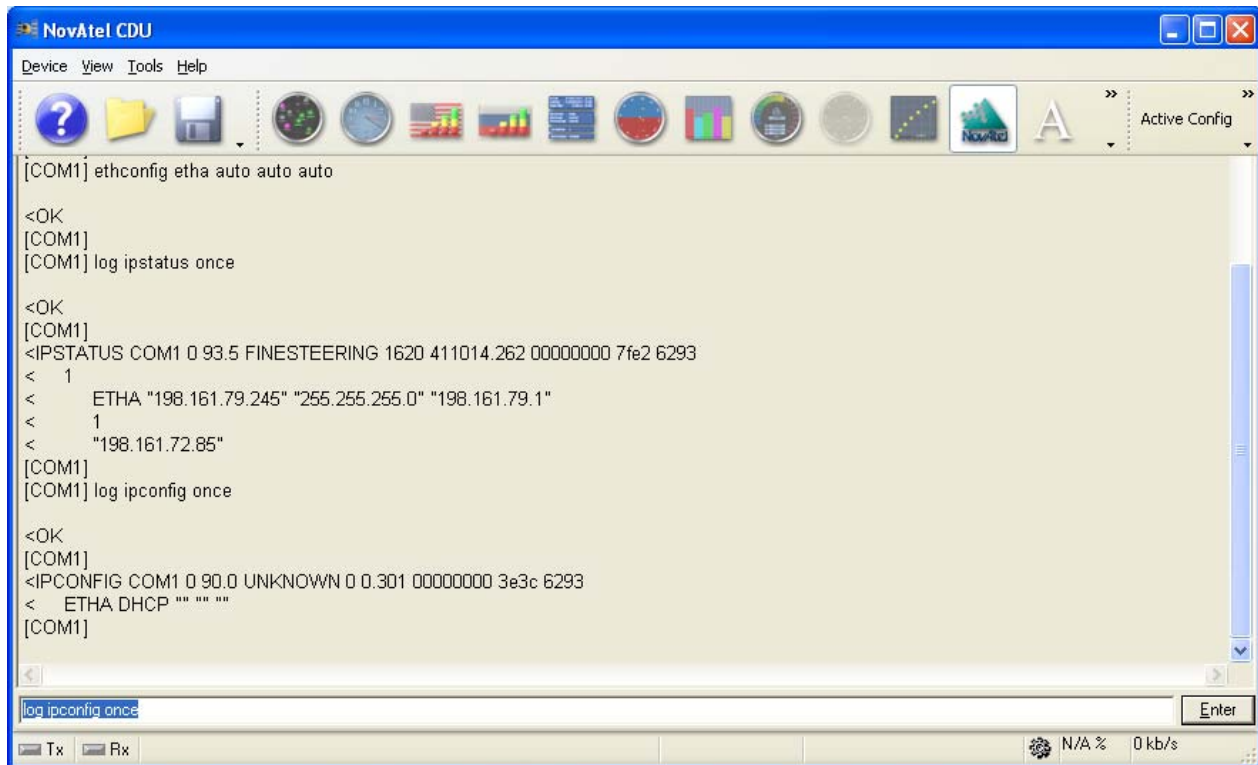 NovAtel CDU
Device View Tools Help
? NovAtel A » Active Config »
[COM1] ethconfig etha auto auto auto
<OK
[COM1]
[COM1] log ipstatus once
<OK
[COM1]
<IPSTATUS COM1 0 93.5 FINESTEERING 1620 411014.262 00000000 7fe2 6293
< 1
< ETHA "198.161.79.245" "255.255.255.0" "198.161.79.1"
< 1
< "198.161.72.85"
[COM1]
[COM1] log ipconfig once
<OK
[COM1]
<IPCONFIG COM1 0 90.0 UNKNOWN 0 0.301 00000000 3e3c 6293
< ETHA DHCP "" "" ""
[COM1]
log ipconfig once Enter
Tx Rx N/A % 0 kb/s